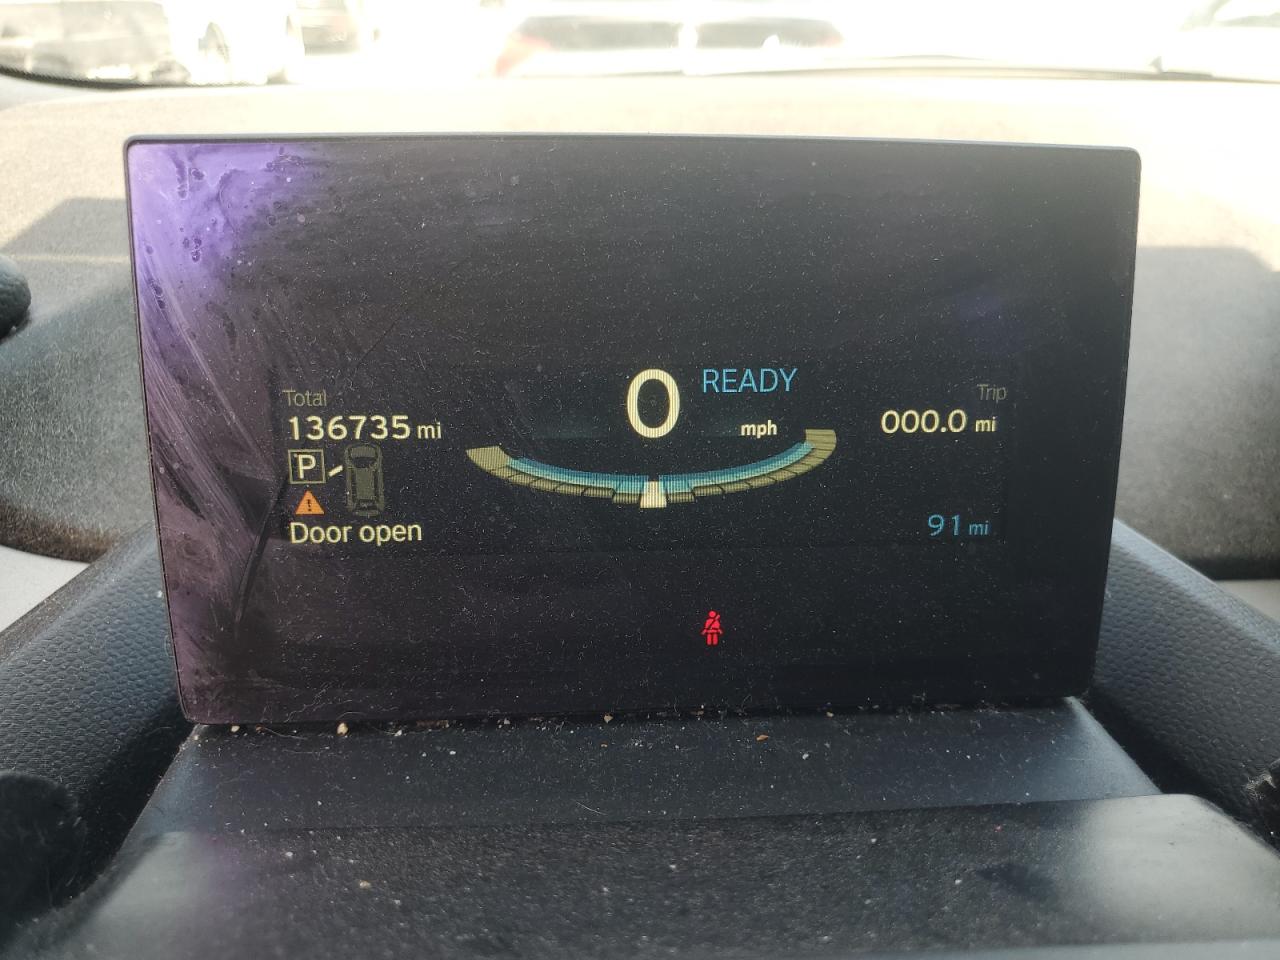 Total
136735 mi
P
Door open
0 READY
mph
Trip
000.0 mi
91 mi